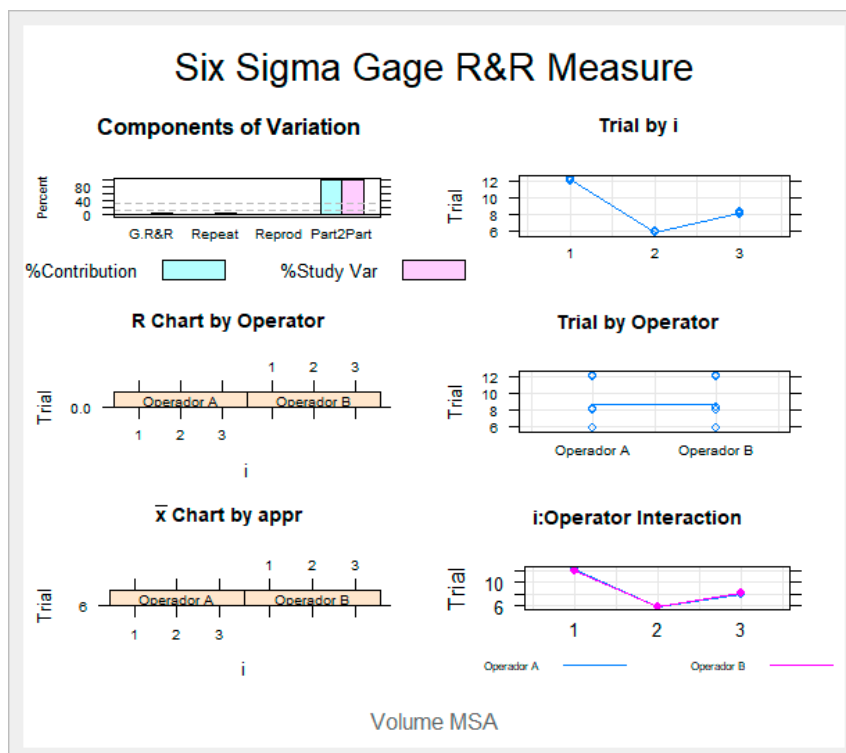 Six Sigma Gage R&R Measure
Components of Variation
Percent
80
40
0
G.R&R Repeat Reprod Part2Part
%Contribution %Study Var
Trial by i
Trial
12
10
8
6
1 2 3
R Chart by Operator
Trial
1 2 3
0.0 Operador A Operador B
1 2 3
i
Trial by Operator
Trial
12
10
8
6
Operador A Operador B
x̅ Chart by appr
Trial
1 2 3
6 Operador A Operador B
1 2 3
i
i:Operator Interaction
Trial
10
6
1 2 3
Operador A Operador B
Volume MSA